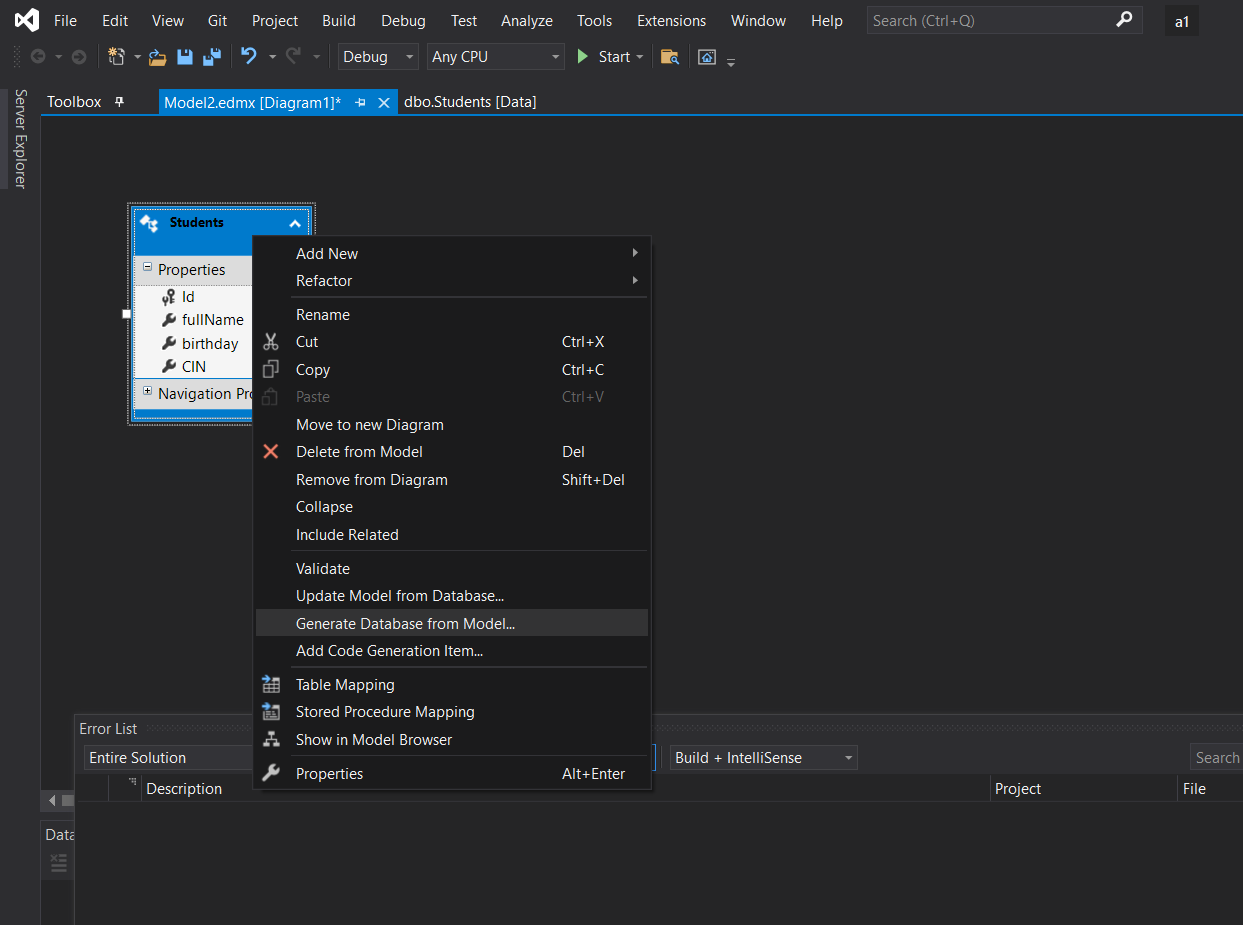 File Edit View Git Project Build Debug Test Analyze Tools Extensions Window Help Search (Ctrl+Q) a1
Debug Any CPU Start
Server Explorer
Toolbox Model2.edmx [Diagram1]* dbo.Students [Data]
Students
Properties
Id
fullName
birthday
CIN
Navigation Pro
Add New
Refactor
Rename
Cut Ctrl+X
Copy Ctrl+C
Paste Ctrl+V
Move to new Diagram
Delete from Model Del
Remove from Diagram Shift+Del
Collapse
Include Related
Validate
Update Model from Database...
Generate Database from Model...
Add Code Generation Item...
Table Mapping
Stored Procedure Mapping
Show in Model Browser
Properties Alt+Enter
Error List
Entire Solution Build + IntelliSense Search
Description Project File
Data